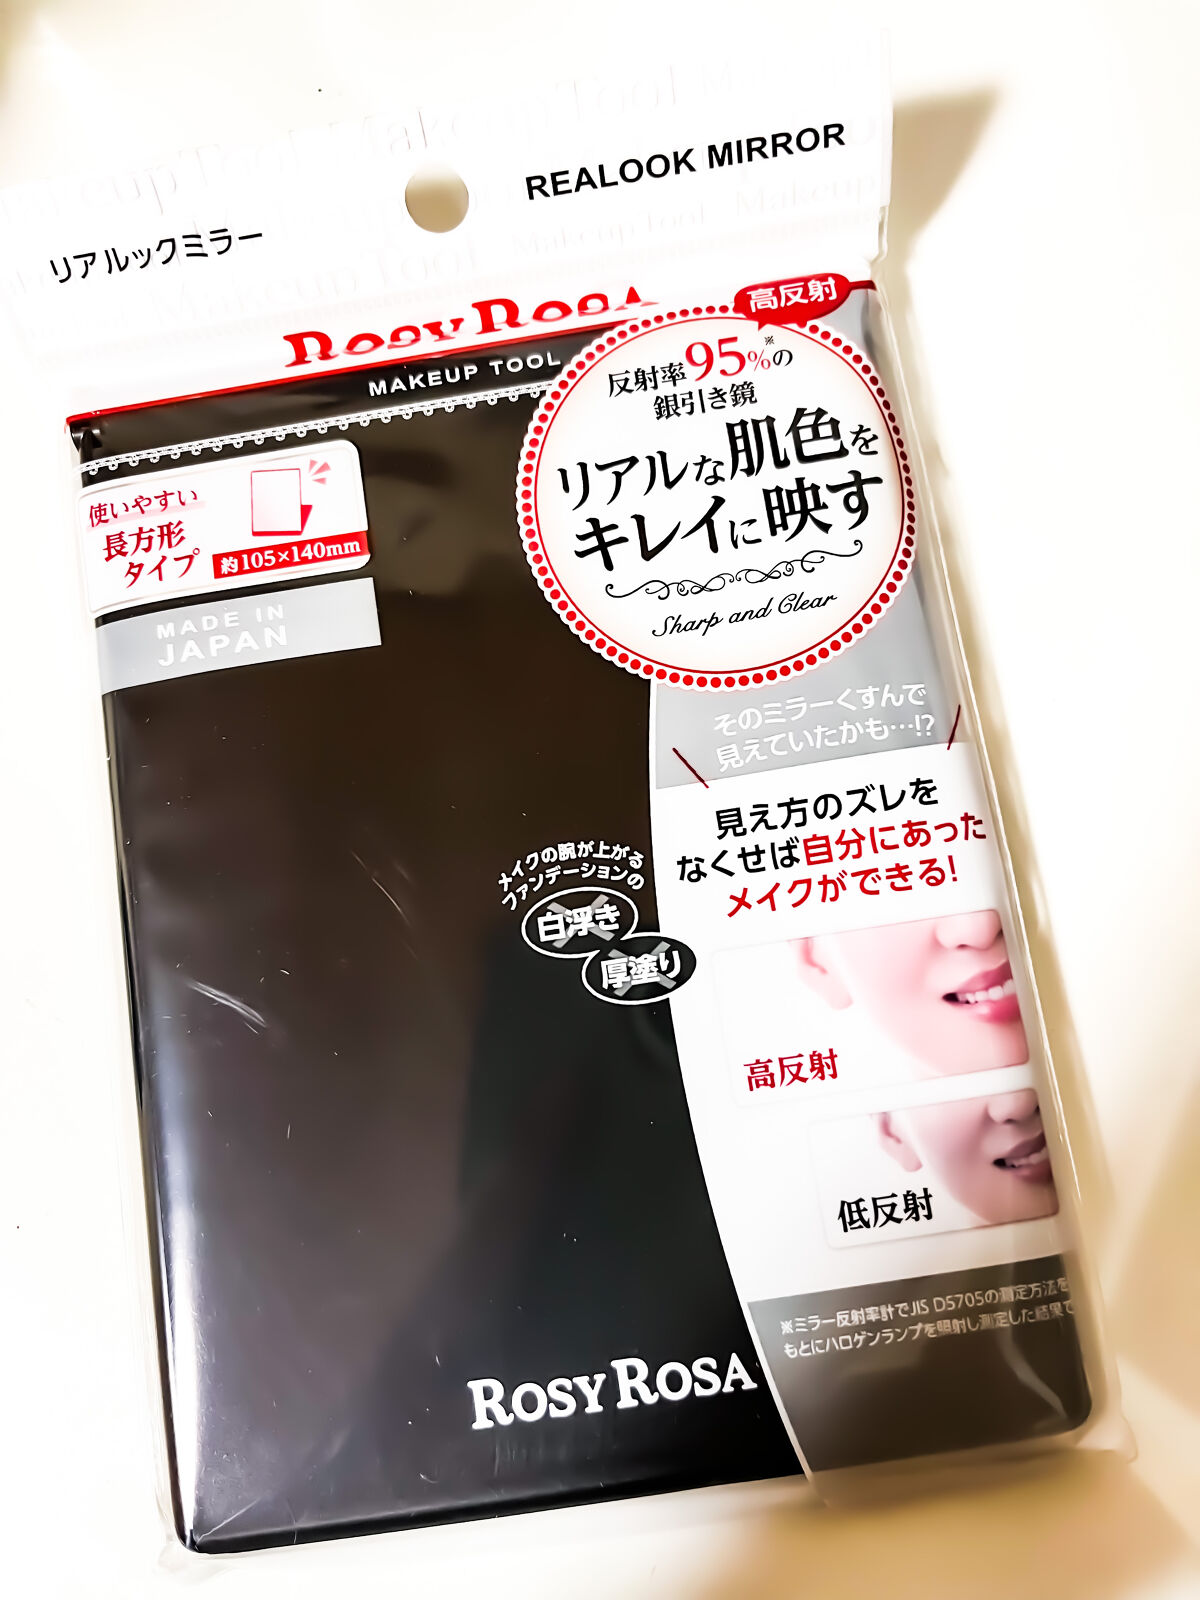 リアルックミラー
REALOOK MIRROR
ROSY ROSA
MAKEUP TOOL
高反射
反射率95%※の
銀引き鏡
リアルな肌色を
キレイに映す
Sharp and Clear
使いやすい
長方形
タイプ
約105×140mm
MADE IN
JAPAN
そのミラーくすんで
見えていたかも…!?
見え方のズレを
なくせば自分にあった
メイクができる!
メイクの腕が上がる
ファンデーションの
白浮き
厚塗り
高反射
低反射
※ミラー反射率計でJIS D5705の測定方法を
もとにハロゲンランプを照射し測定した結果で
ROSY ROSA